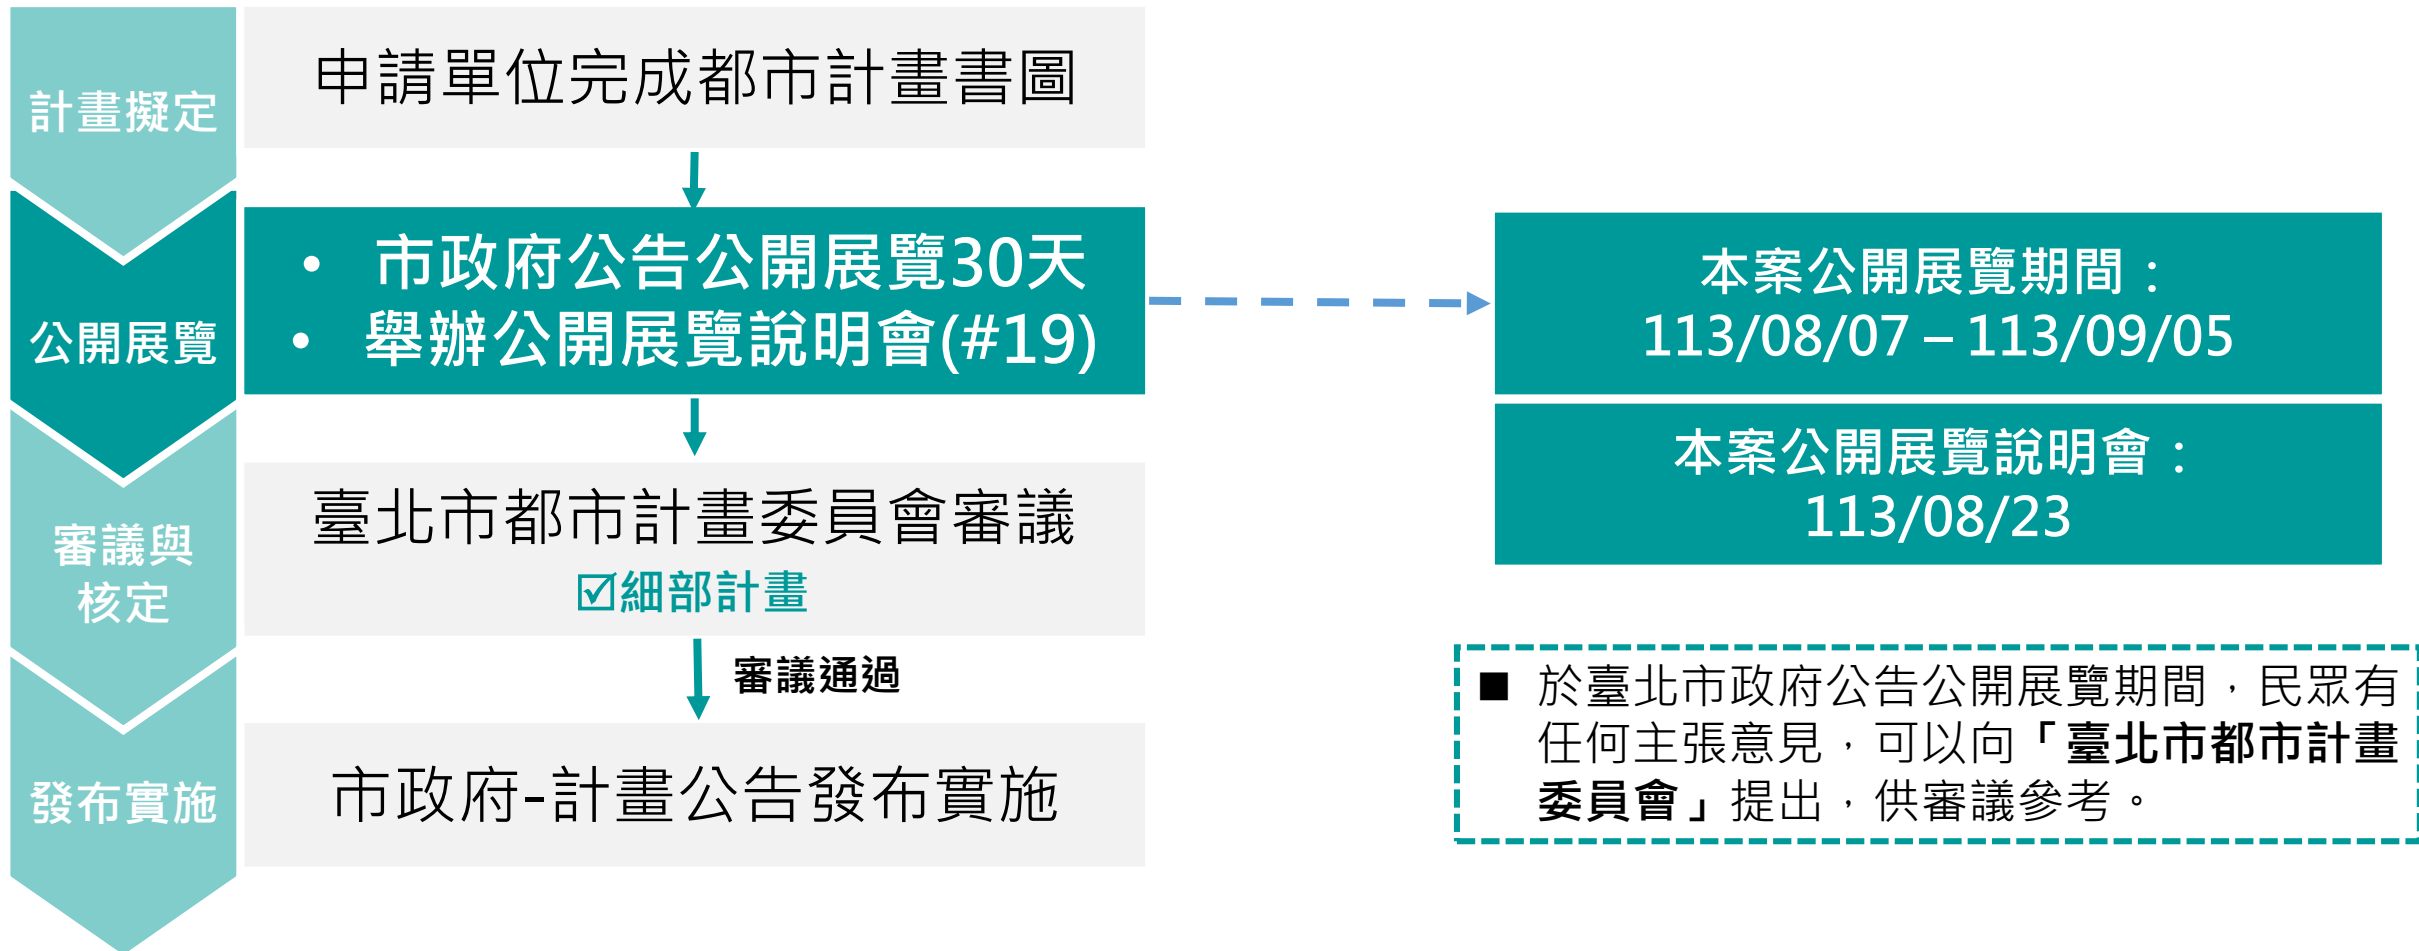 計畫擬定
申請單位完成都市計畫書圖
公開展覽
• 市政府公告公開展覽30天
• 舉辦公開展覽說明會(#19)
本案公開展覽期間：
113/08/07 – 113/09/05
本案公開展覽說明會：
113/08/23
審議與
核定
臺北市都市計畫委員會審議
☑細部計畫
審議通過
發布實施
市政府-計畫公告發布實施
■ 於臺北市政府公告公開展覽期間，民眾有
任何主張意見，可以向「臺北市都市計畫
委員會」提出，供審議參考。